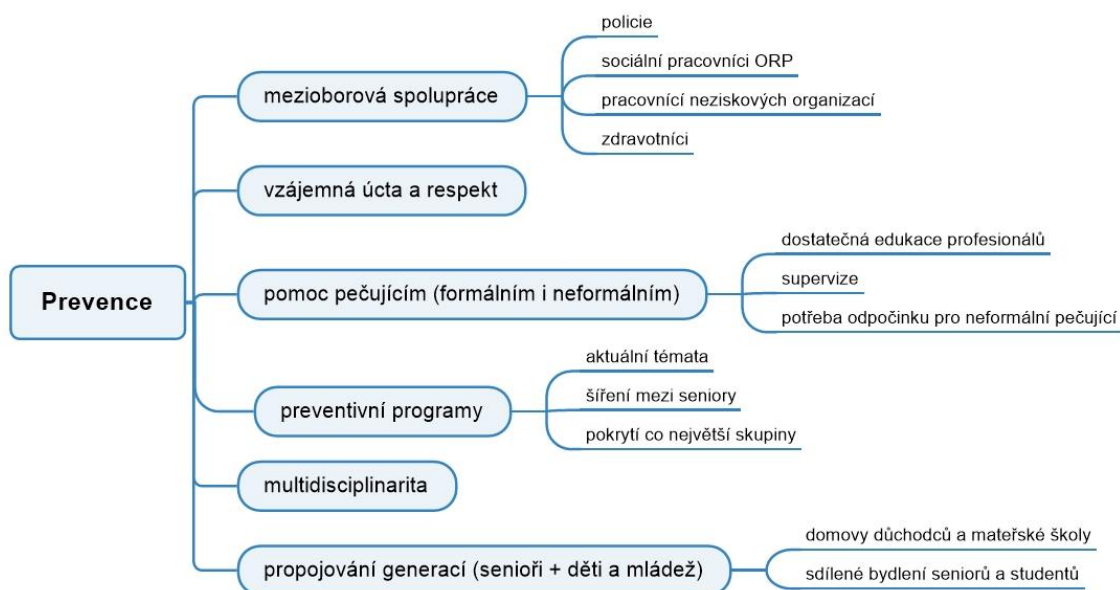 Prevence
mezioborová spolupráce
policie
sociální pracovníci ORP
pracovnící neziskových organizací
zdravotníci
vzájemná úcta a respekt
pomoc pečujícím (formálním i neformálním)
dostatečná edukace profesionálů
supervize
potřeba odpočinku pro neformální pečující
preventivní programy
aktuální témata
šíření mezi seniory
pokrytí co největší skupiny
multidisciplinarita
propojování generací (senioři + děti a mládež)
domovy důchodců a mateřské školy
sdílené bydlení seniorů a studentů